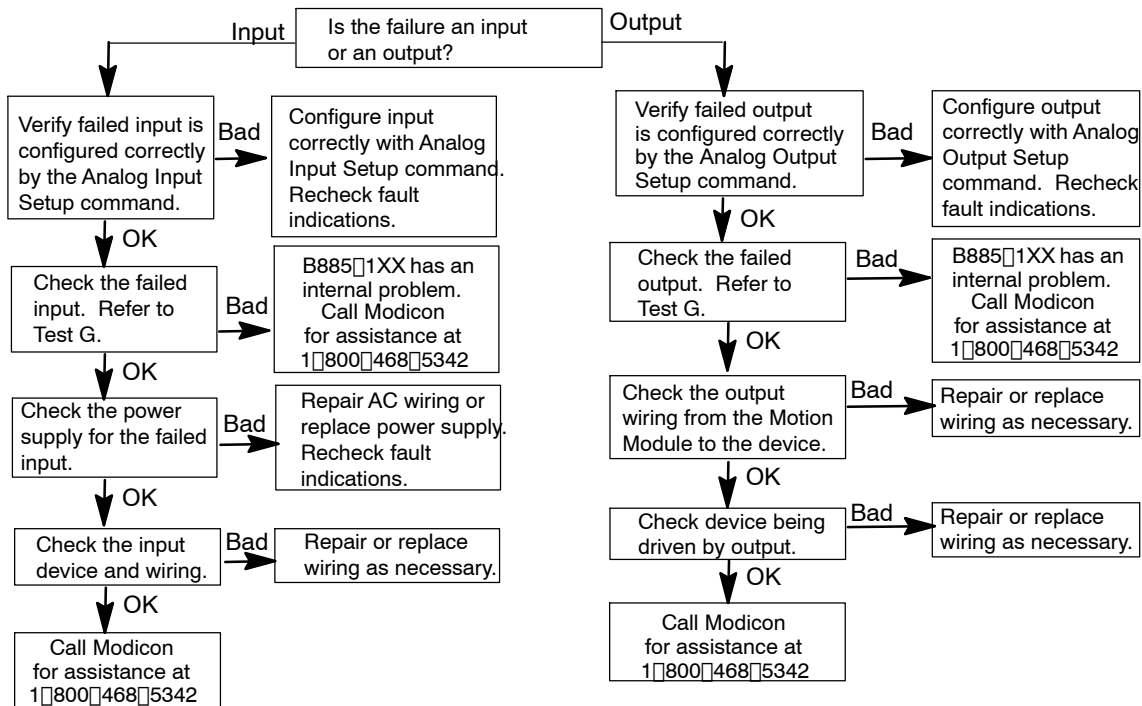 Is the failure an input
or an output?
Input
Output
Verify failed input is
configured correctly
by the Analog Input
Setup command.
Bad
Configure input
correctly with Analog
Input Setup command.
Recheck fault
indications.
OK
Check the failed
input. Refer to
Test G.
Bad
B885▯1XX has an
internal problem.
Call Modicon
for assistance at
1▯800▯468▯5342
OK
Check the power
supply for the failed
input.
Bad
Repair AC wiring or
replace power supply.
Recheck fault
indications.
OK
Check the input
device and wiring.
Bad
Repair or replace
wiring as necessary.
OK
Call Modicon
for assistance at
1▯800▯468▯5342
Verify failed output
is configured correctly
by the Analog Output
Setup command.
Bad
Configure output
correctly with Analog
Output Setup
command. Recheck
fault indications.
OK
Check the failed
output. Refer to
Test G.
Bad
B885▯1XX has an
internal problem.
Call Modicon
for assistance at
1▯800▯468▯5342
OK
Check the output
wiring from the Motion
Module to the device.
Bad
Repair or replace
wiring as necessary.
OK
Check device being
driven by output.
Bad
Repair or replace
wiring as necessary.
OK
Call Modicon
for assistance at
1▯800▯468▯5342